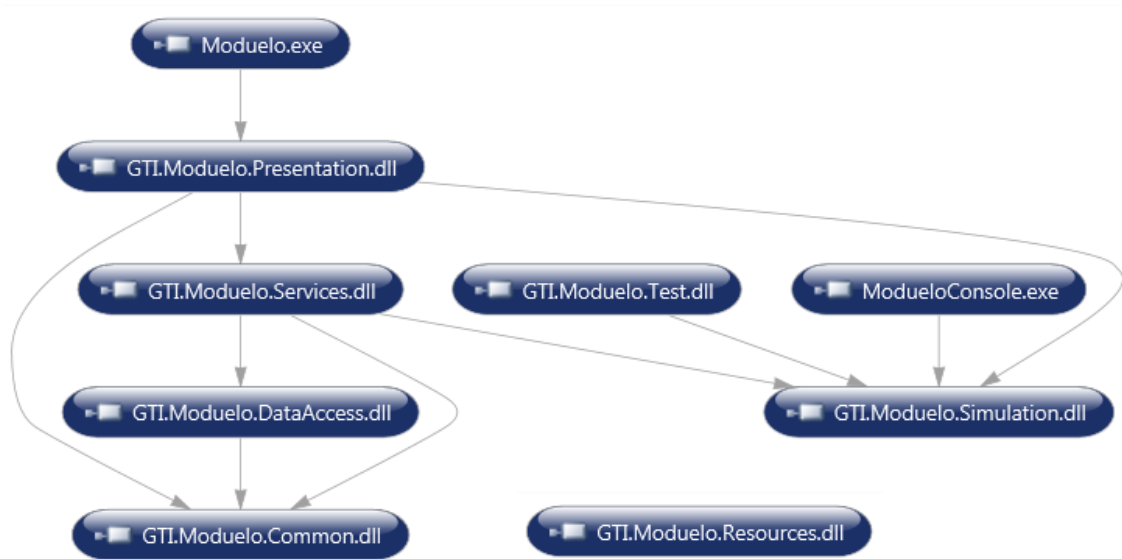 Moduelo.exe
GTI.Moduelo.Presentation.dll
GTI.Moduelo.Services.dll
GTI.Moduelo.Test.dll
ModueloConsole.exe
GTI.Moduelo.DataAccess.dll
GTI.Moduelo.Simulation.dll
GTI.Moduelo.Common.dll
GTI.Moduelo.Resources.dll